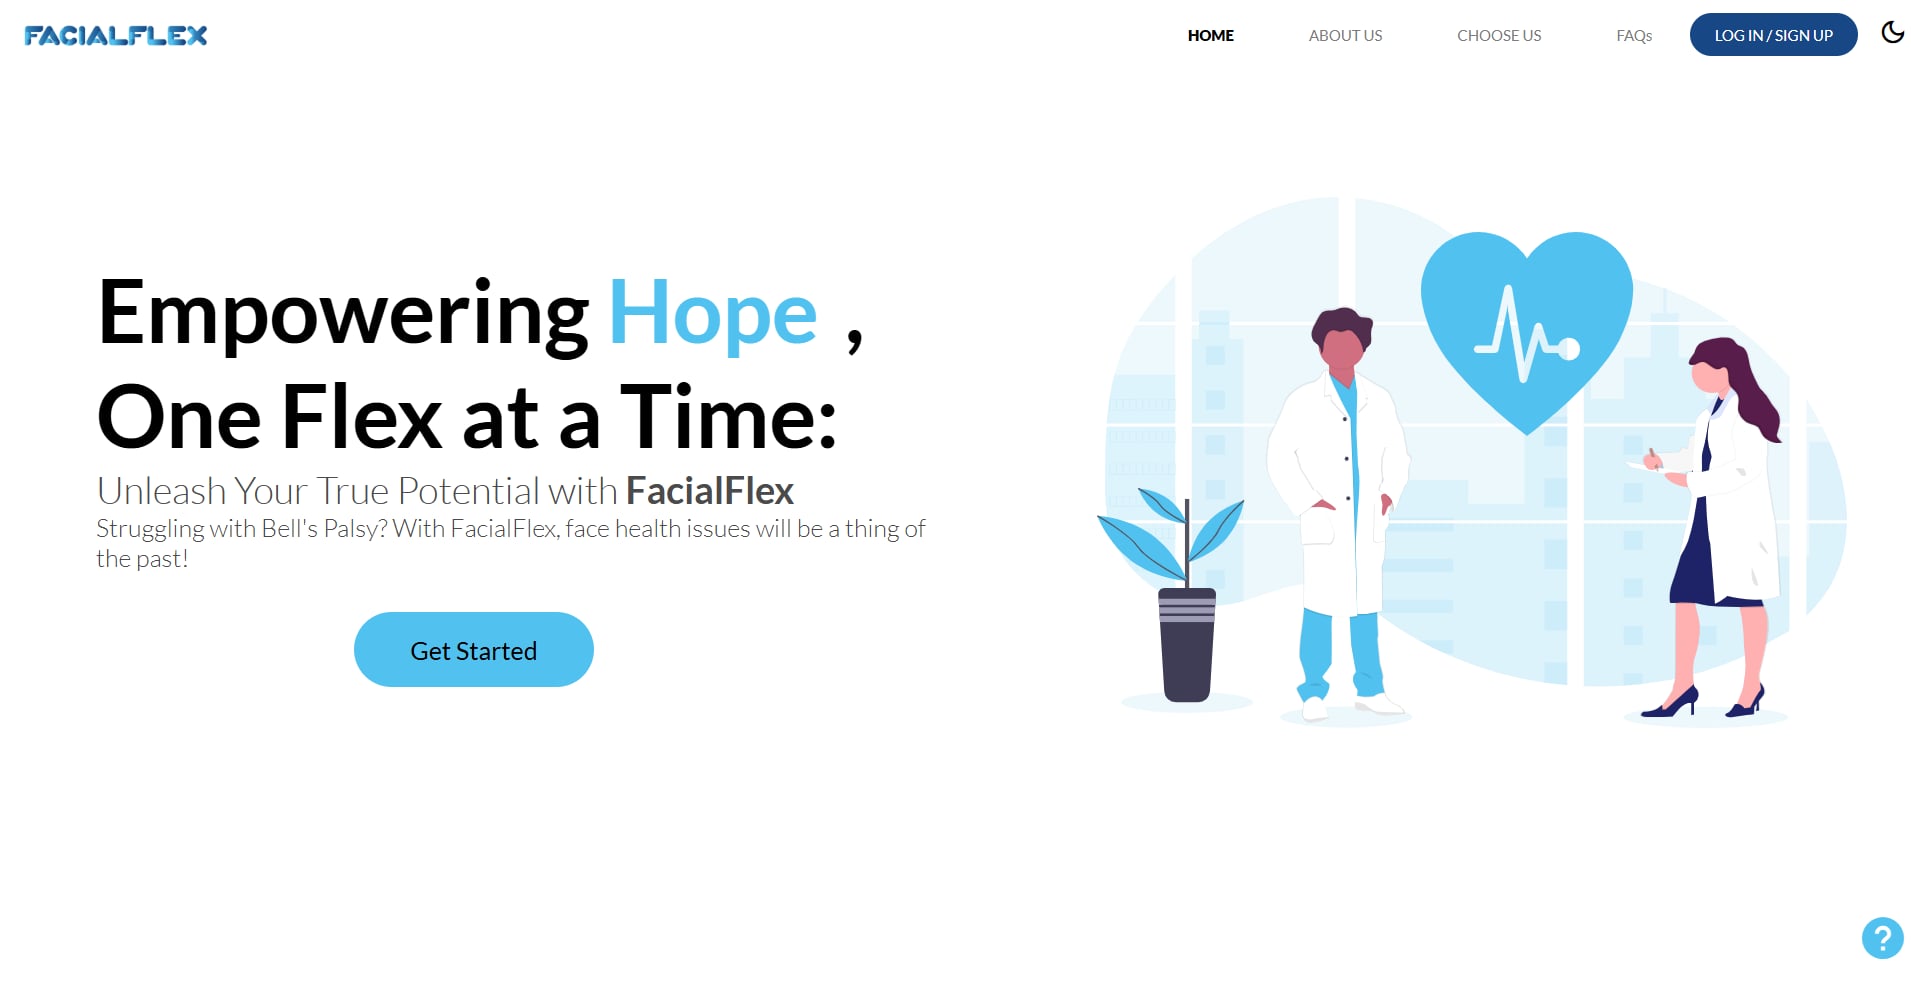 FACIALFLEX
HOME
ABOUT US
CHOOSE US
FAQs
LOG IN / SIGN UP
Empowering Hope ,
One Flex at a Time:
Unleash Your True Potential with FacialFlex
Struggling with Bell's Palsy? With FacialFlex, face health issues will be a thing of
the past!
Get Started
?